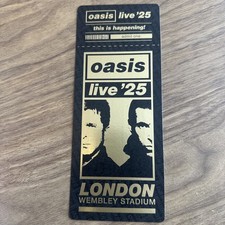 oasis live '25
this is happening!
oasis
live '25
LONDON
WEMBLEY STADIUM